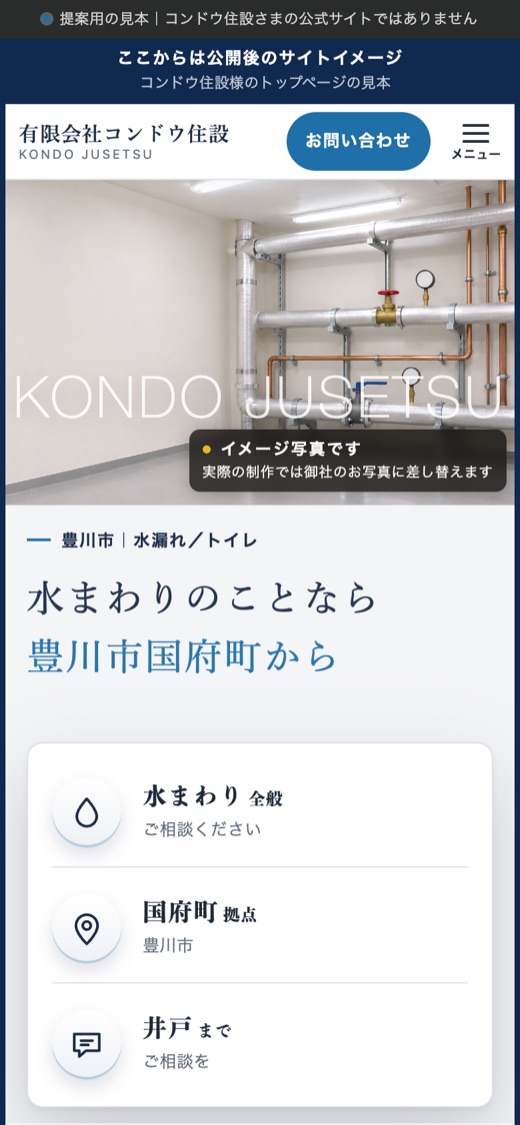 提案用の見本｜コンドウ住設さまの公式サイトではありません
ここからは公開後のサイトイメージ
コンドウ住設様のトップページの見本
有限会社コンドウ住設
KONDO JUSETSU
お問い合わせ
メニュー
KONDO JUSETSU
イメージ写真です
実際の制作では御社のお写真に差し替えます
豊川市｜水漏れ／トイレ
水まわりのことなら
豊川市国府町から
水まわり 全般
ご相談ください
国府町 拠点
豊川市
井戸 まで
ご相談を